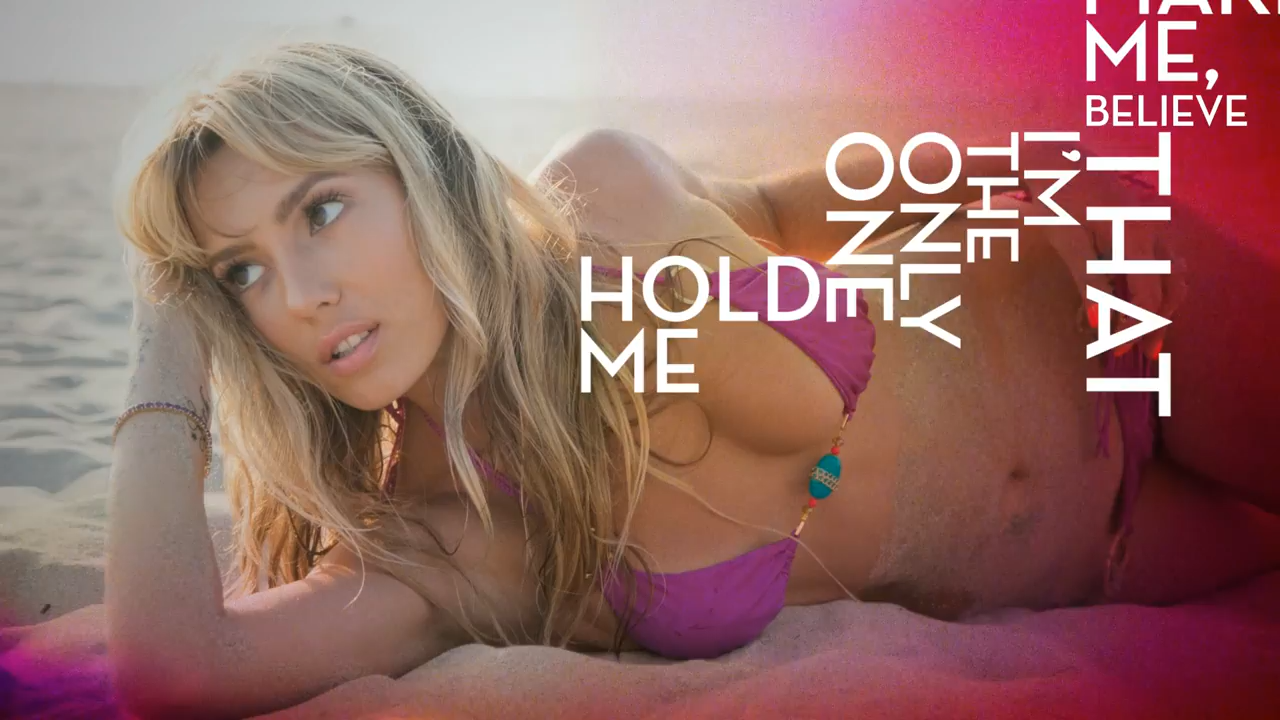 ME,
BELIEVE
THAT
I'M
THE
ONLY
ONE
HOLD
ME